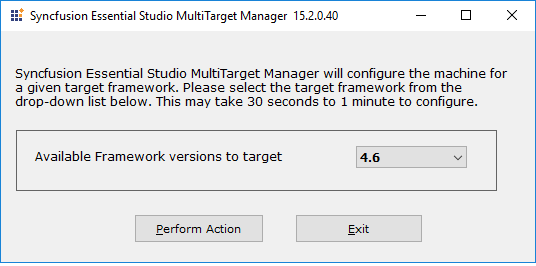 Syncfusion Essential Studio MultiTarget Manager 15.2.0.40
Syncfusion Essential Studio MultiTarget Manager will configure the machine for
a given target framework. Please select the target framework from the
drop-down list below. This may take 30 seconds to 1 minute to configure.
Available Framework versions to target 4.6
Perform Action Exit